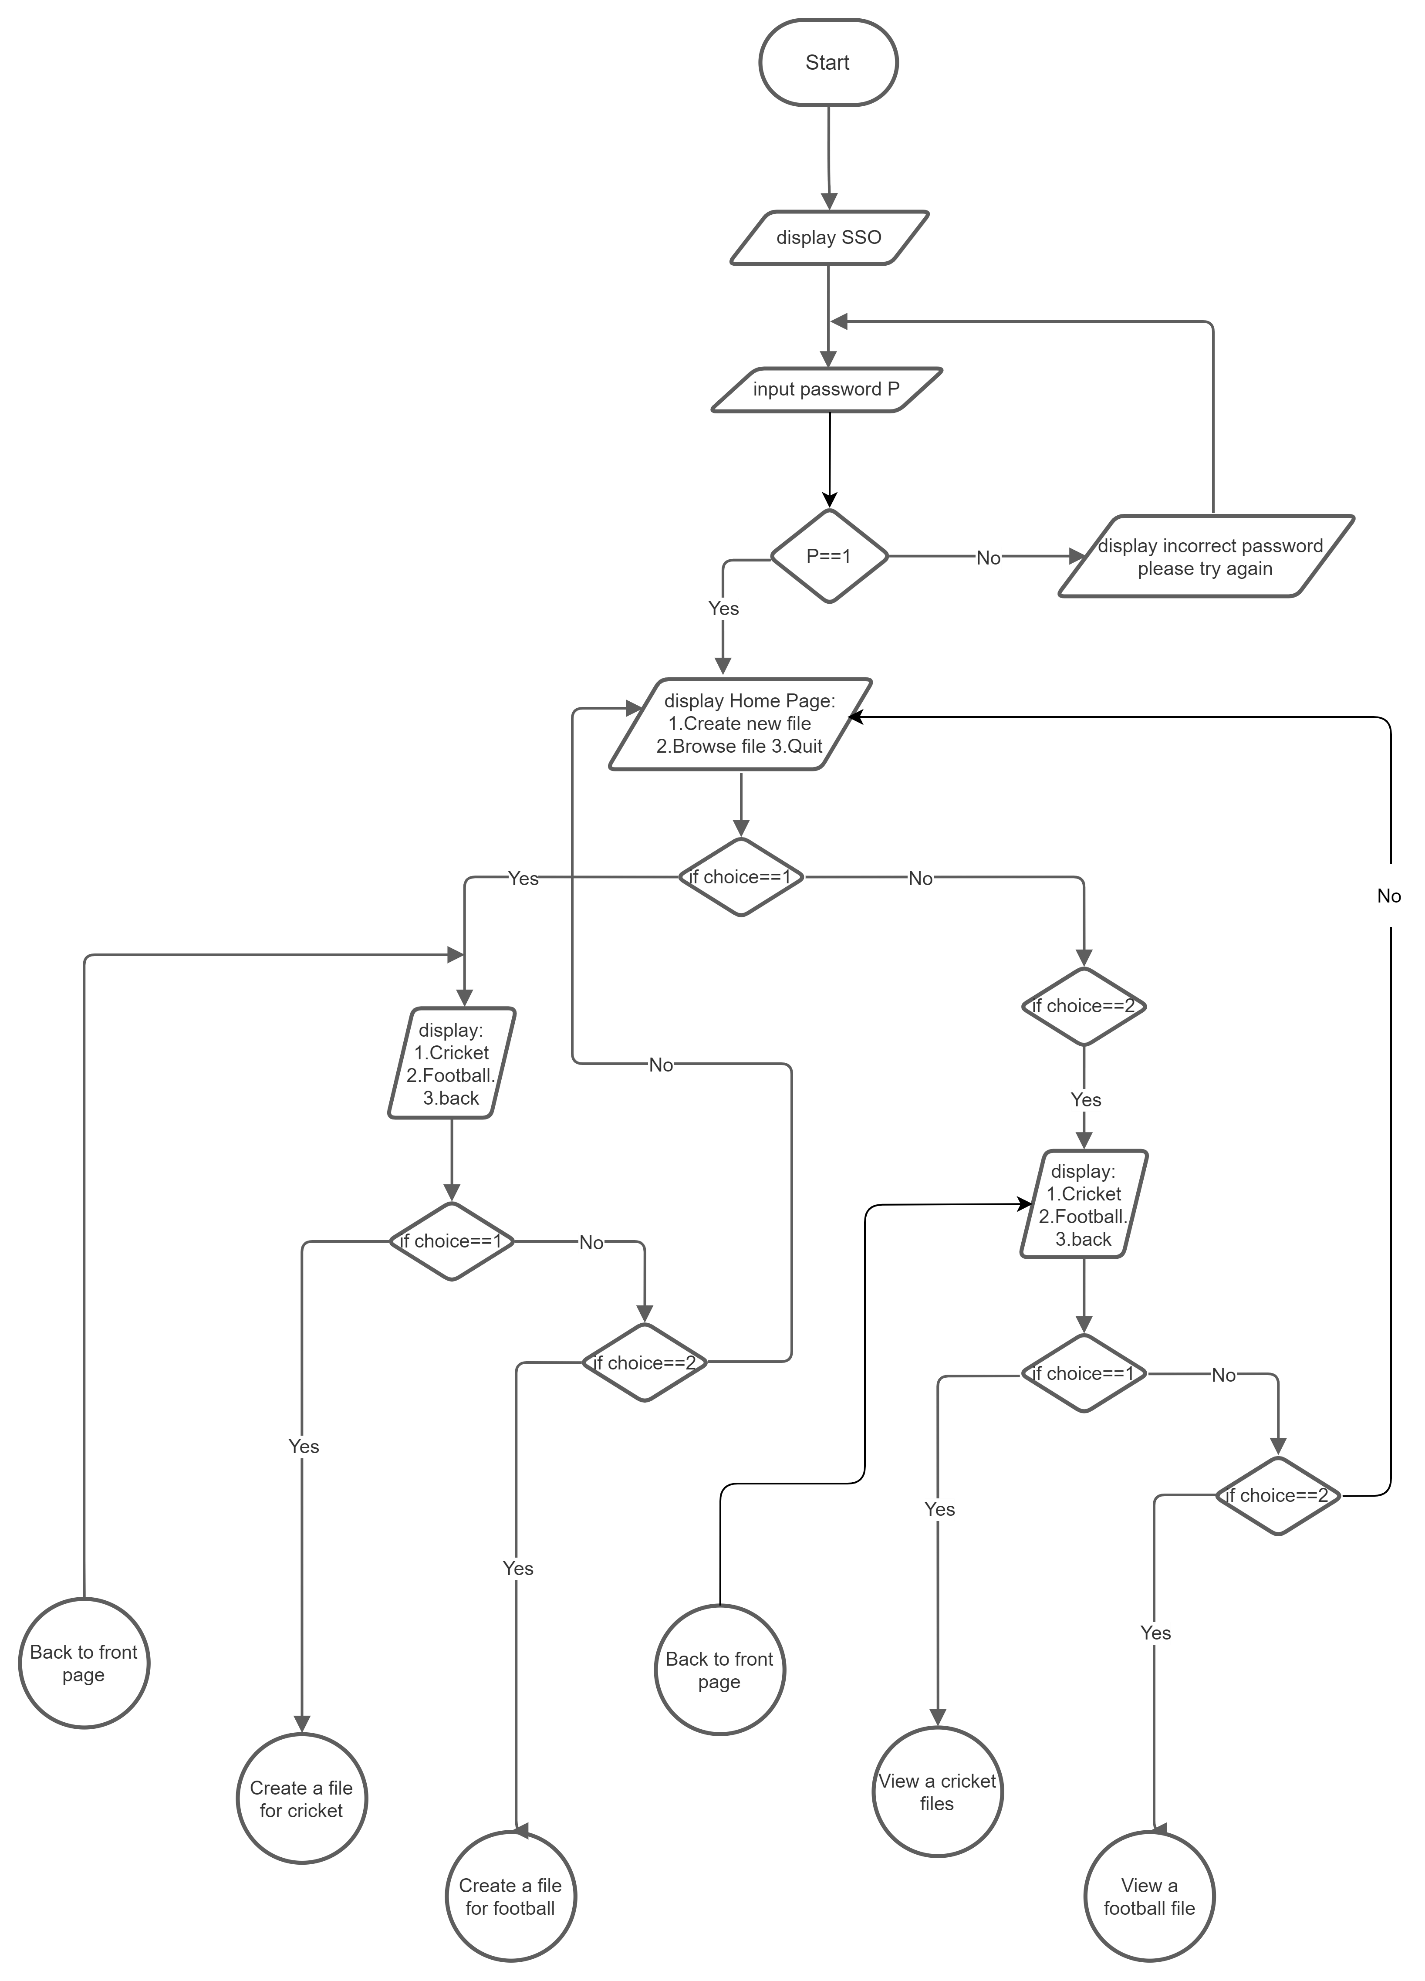 Start
display SSO
input password P
P==1
No
display incorrect password
please try again
Yes
display Home Page:
1.Create new file
2.Browse file 3.Quit
Yes
if choice==1
No
No
if choice==2
display:
1.Cricket
2.Football.
3.back
No
Yes
display:
1.Cricket
2.Football.
3.back
if choice==1
No
if choice==2
if choice==1
No
Yes
if choice==2
Yes
Yes
Yes
Back to front
page
Back to front
page
Create a file
for cricket
View a cricket
files
Create a file
for football
View a
football file